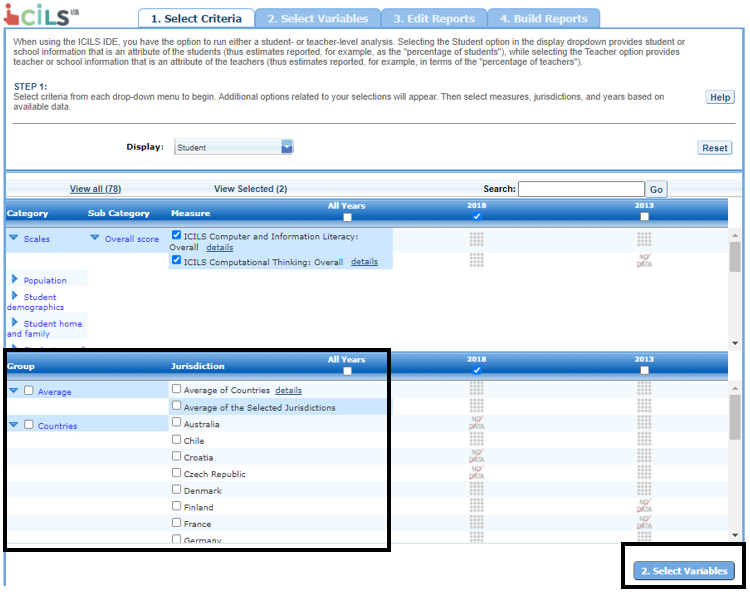 iCILS
1. Select Criteria
2. Select Variables
3. Edit Reports
4. Build Reports
When using the ICILS IDE, you have the option to run either a student- or teacher-level analysis. Selecting the Student option in the display dropdown provides student or
school information that is an attribute of the students (thus estimates reported, for example, as the "percentage of students"), while selecting the Teacher option provides
teacher or school information that is an attribute of the teachers (thus estimates reported, for example, in terms of the "percentage of teachers").
STEP 1:
Select criteria from each drop-down menu to begin. Additional options related to your selections will appear. Then select measures, jurisdictions, and years based on
available data.
Help
Display: Student
Reset
View all (78) View Selected (2) Search: Go
Category Sub Category Measure All Years 2018 2013
Scales Overall score ICILS Computer and Information Literacy:
Overall details
ICILS Computational Thinking: Overall details NO
DATA
Population
Student
demographics
Student home
and family
Group Jurisdiction All Years 2018 2013
Average Average of Countries details
Average of the Selected Jurisdictions
Countries Australia NO
DATA
Chile
Croatia NO
DATA
Czech Republic NO
DATA
Denmark
Finland NO
DATA
France NO
DATA
Germany
2. Select Variables